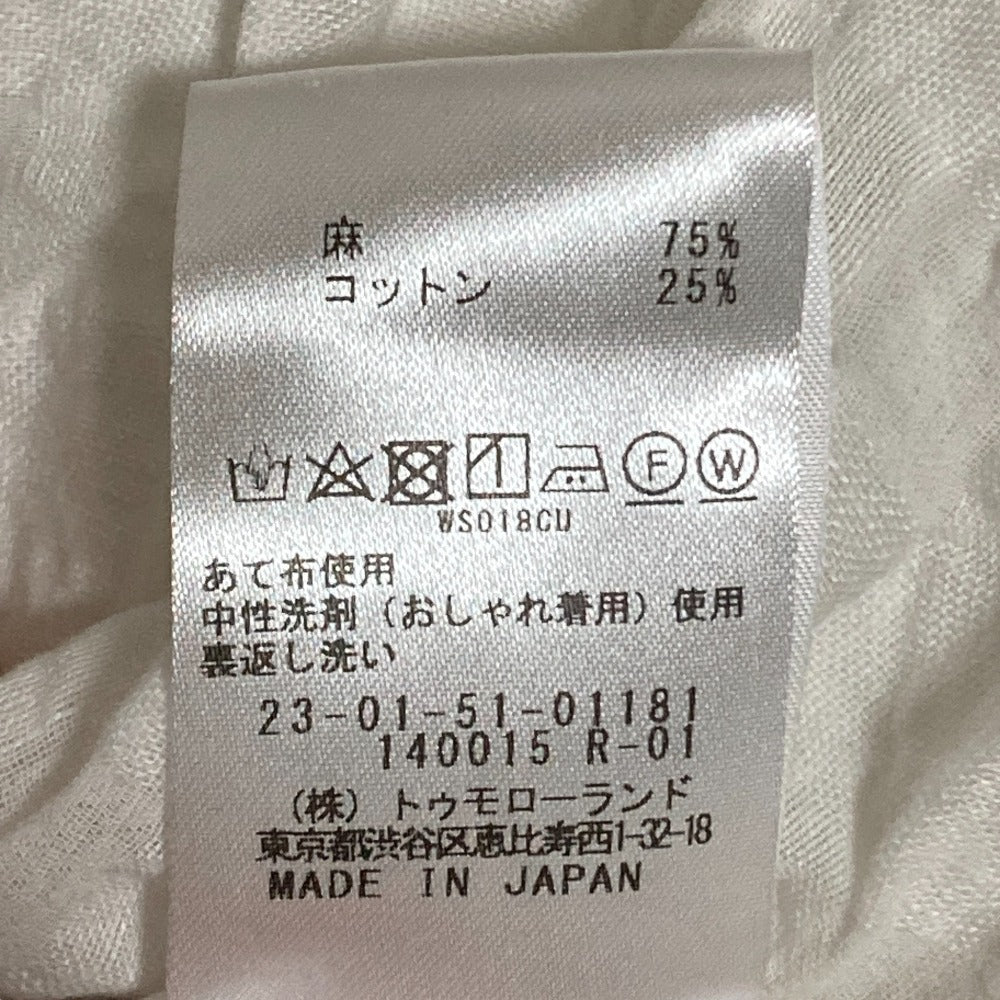 麻 75%
コットン 25%
F W
WS018CU
あて布使用
中性洗剤（おしゃれ着用）使用
裏返し洗い
23-01-51-01181
140015 R-01
（株）トゥモローランド
東京都渋谷区恵比寿西1-32-18
MADE IN JAPAN